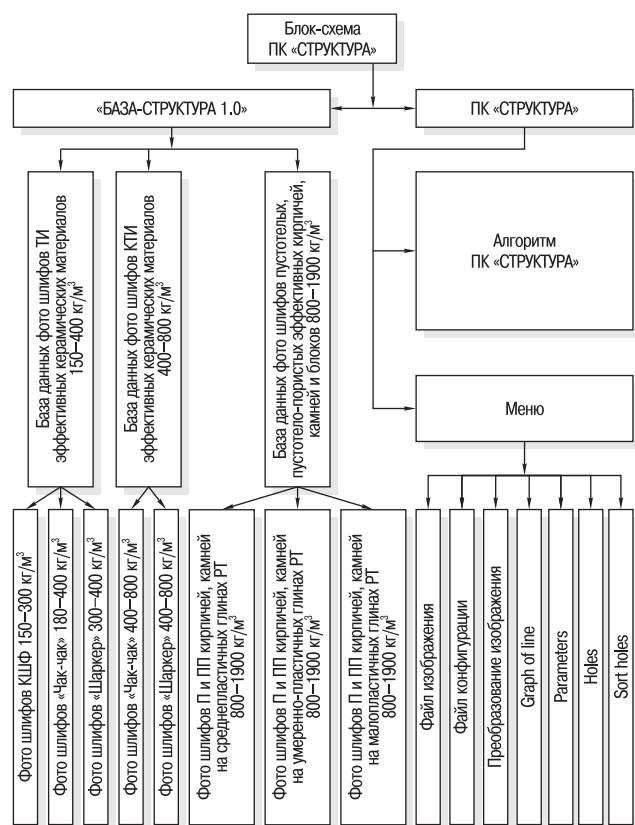 Блок-схема
ПК «СТРУКТУРА»
«БАЗА-СТРУКТУРА 1.0»
ПК «СТРУКТУРА»
База данных фото шлифов ТИ
эффективных керамических материалов
150–400 кг/м³
База данных фото шлифов КТИ
эффективных керамических материалов
400–800 кг/м³
База данных фото шлифов пустотелых,
пустотело-пористых эффективных кирпичей,
камней и блоков 800–1900 кг/м³
Алгоритм
ПК «СТРУКТУРА»
Меню
Фото шлифов КШФ 150–300 кг/м³
Фото шлифов «Чак-чак» 180–400 кг/м³
Фото шлифов «Шаркер» 300–400 кг/м³
Фото шлифов «Чак-чак» 400–800 кг/м³
Фото шлифов «Шаркер» 400–800 кг/м³
Фото шлифов П и ПП кирпичей, камней
на среднепластичных глинах РТ
800–1900 кг/м³
Фото шлифов П и ПП кирпичей, камней
на умеренно-пластичных глинах РТ
800–1900 кг/м³
Фото шлифов П и ПП кирпичей, камней
на малопластичных глинах РТ
800–1900 кг/м³
Файл изображения
Файл конфигурации
Преобразование изображения
Graph of line
Parameters
Holes
Sort holes